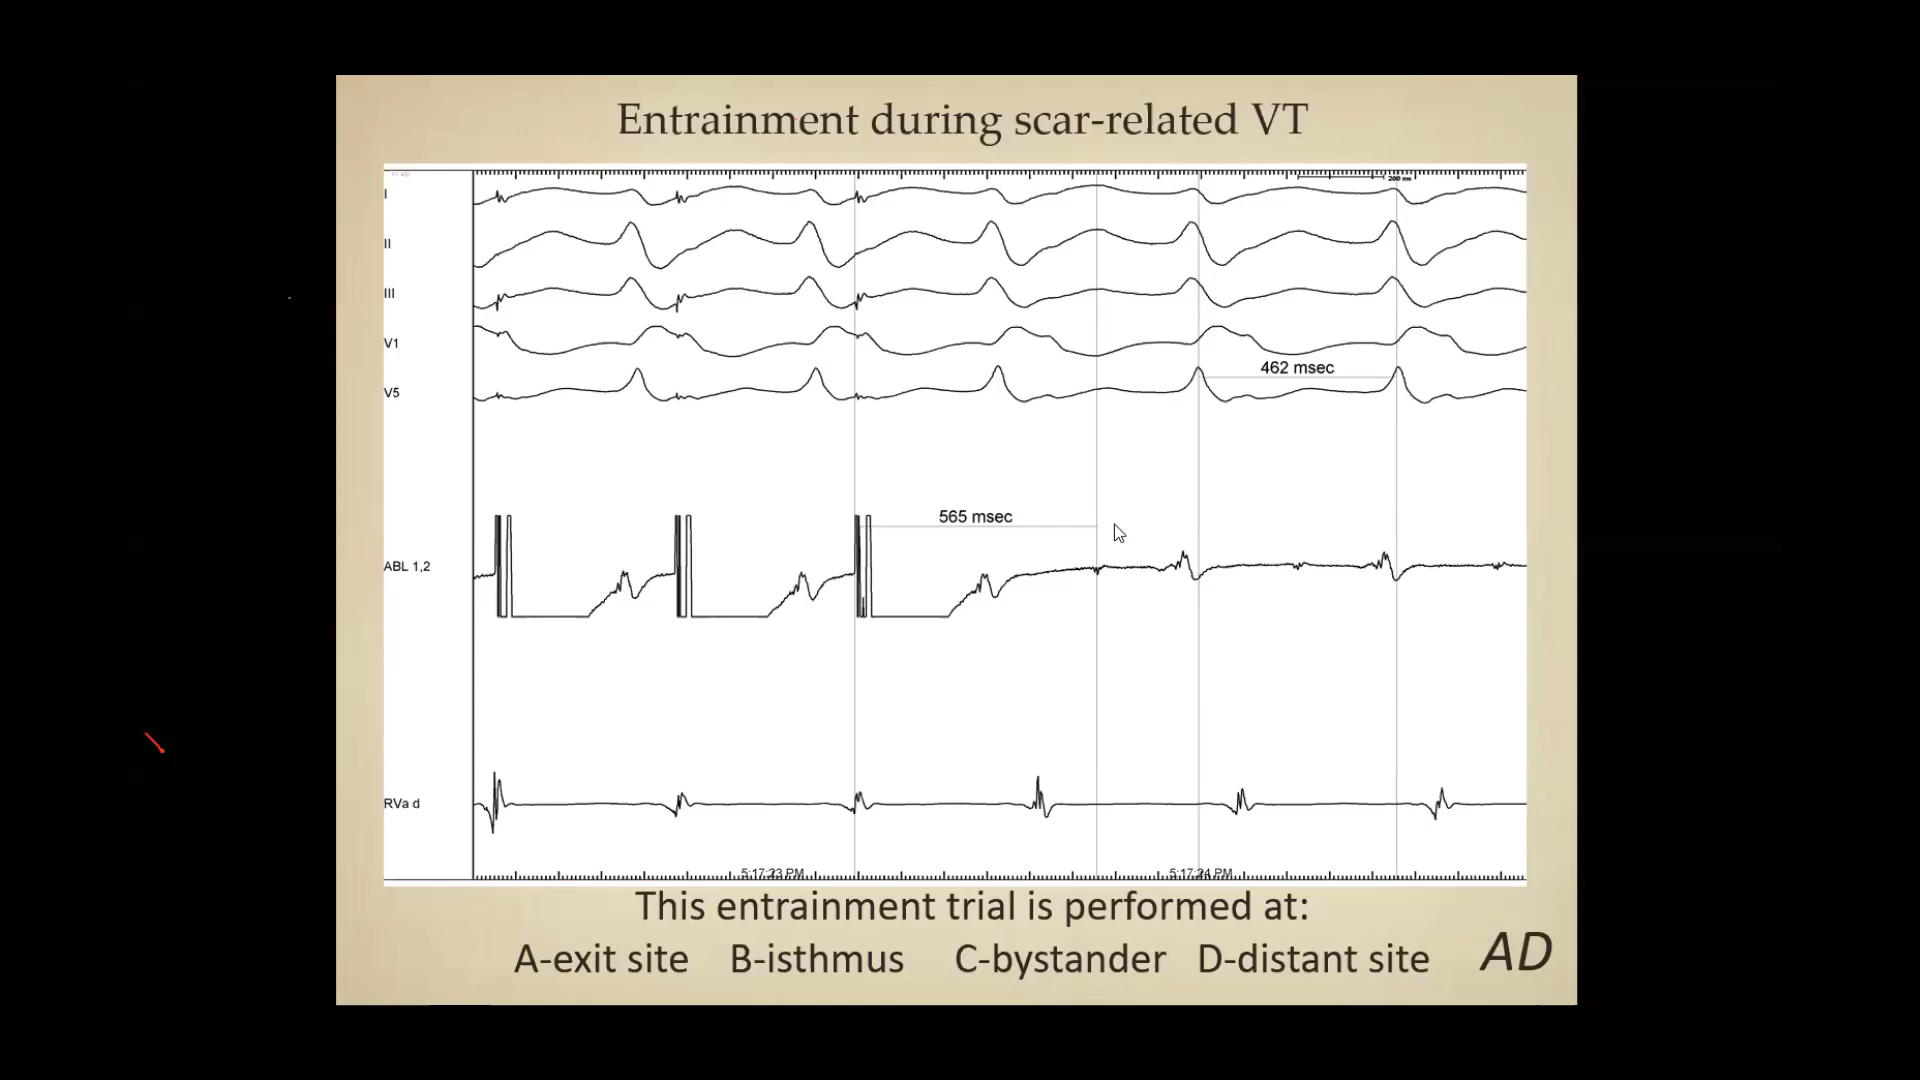 Entrainment during scar-related VT
200 ms
I
II
III
V1
462 msec
V5
565 msec
ABL 1,2
RVa d
5:17:23 PM
5:17:24 PM
This entrainment trial is performed at:
A-exit site B-isthmus C-bystander D-distant site
AD